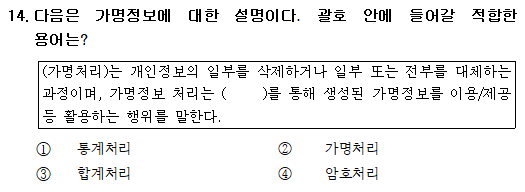 14. 다음은 가명정보에 대한 설명이다. 괄호 안에 들어갈 적합한
용어는?
(가명처리)는 개인정보의 일부를 삭제하거나 일부 또는 전부를 대체하는
과정이며, 가명정보 처리는 (      )를 통해 생성된 가명정보를 이용/제공
등 활용하는 행위를 말한다.
① 통계처리 ② 가명처리
③ 합계처리 ④ 암호처리